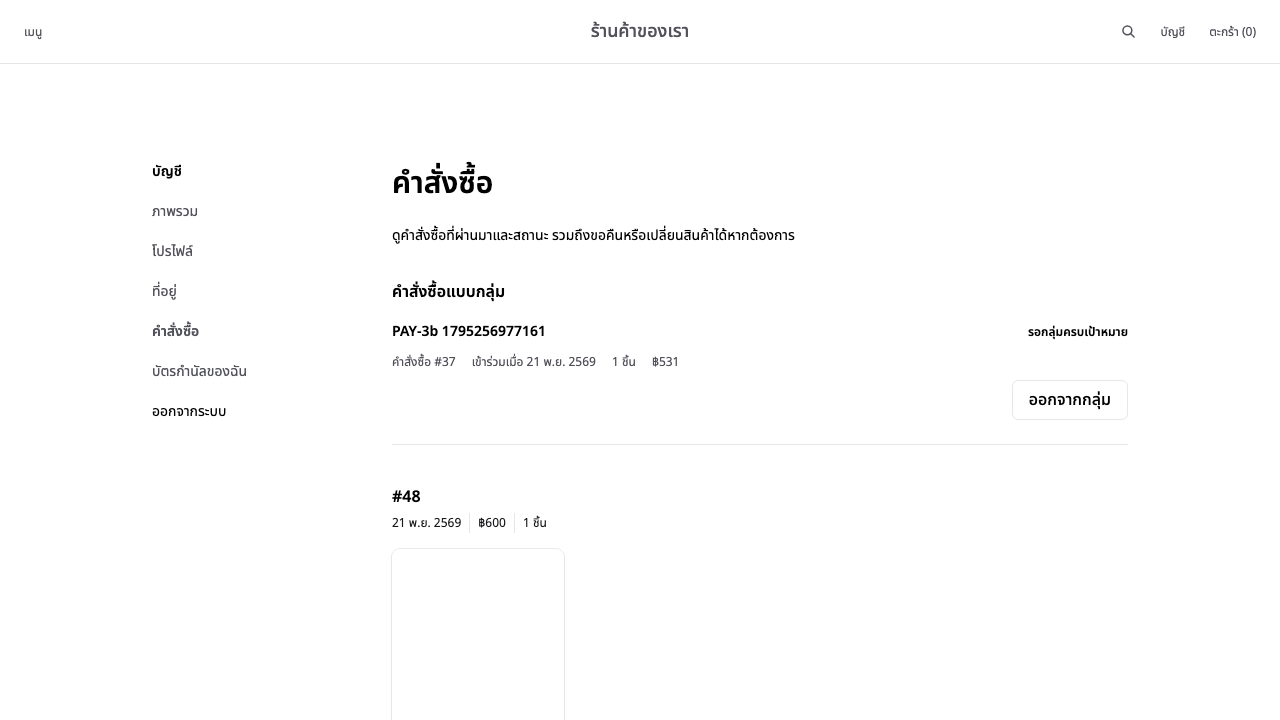 เมนู
ร้านค้าของเรา
บัญชี
ตะกร้า (0)
บัญชี
ภาพรวม
โปรไฟล์
ที่อยู่
คำสั่งซื้อ
บัตรกำนัลของฉัน
ออกจากระบบ
คำสั่งซื้อ
ดูคำสั่งซื้อที่ผ่านมาและสถานะ รวมถึงขอคืนหรือเปลี่ยนสินค้าได้หากต้องการ
คำสั่งซื้อแบบกลุ่ม
PAY-3b 1795256977161
รอกลุ่มครบเป้าหมาย
คำสั่งซื้อ #37 เข้าร่วมเมื่อ 21 พ.ย. 2569 1 ชิ้น ฿531
ออกจากกลุ่ม
#48
21 พ.ย. 2569 ฿600 1 ชิ้น